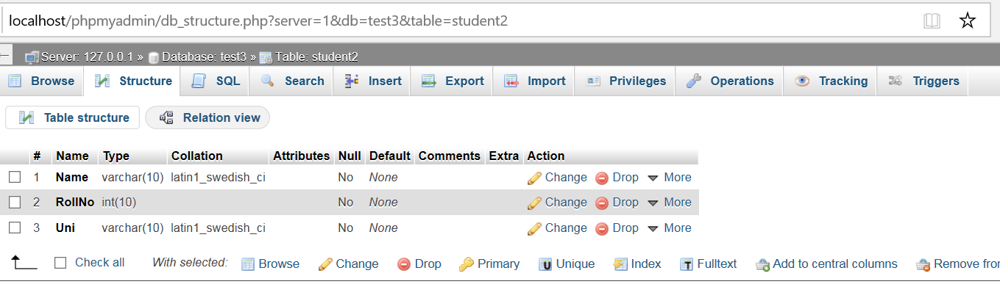 localhost/phpmyadmin/db_structure.php?server=1&db=test3&table=student2
Server: 127.0.0.1 » Database: test3 » Table: student2
Browse Structure SQL Search Insert Export Import Privileges Operations Tracking Triggers
Table structure Relation view
# Name Type Collation Attributes Null Default Comments Extra Action
1 Name varchar(10) latin1_swedish_ci No None Change Drop More
2 RollNo int(10) No None Change Drop More
3 Uni varchar(10) latin1_swedish_ci No None Change Drop More
Check all With selected: Browse Change Drop Primary Unique Index Fulltext Add to central columns Remove fror